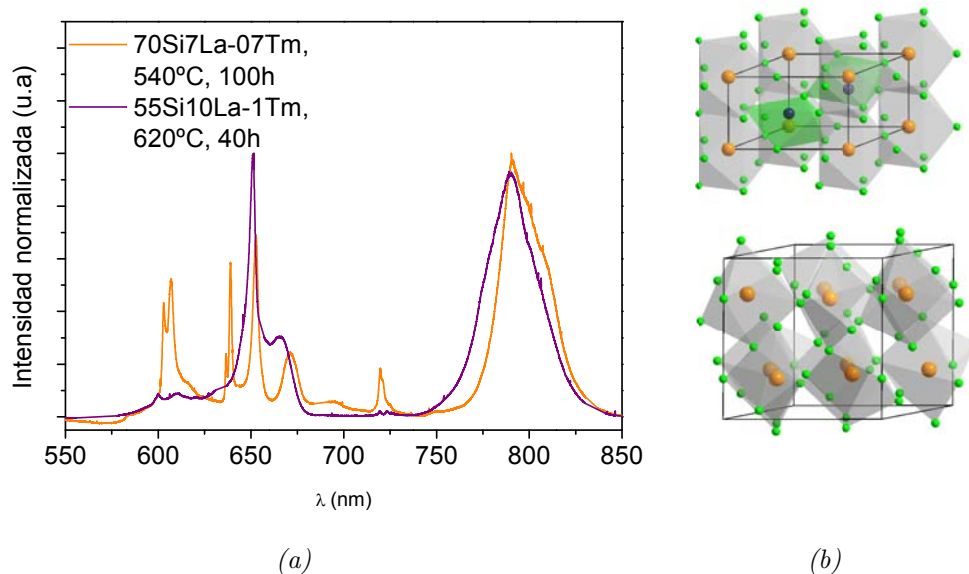 70Si7La-07Tm,
540ºC, 100h
55Si10La-1Tm,
620ºC, 40h
Intensidad normalizada (u.a)
550 600 650 700 750 800 850
λ (nm)
(a) (b)